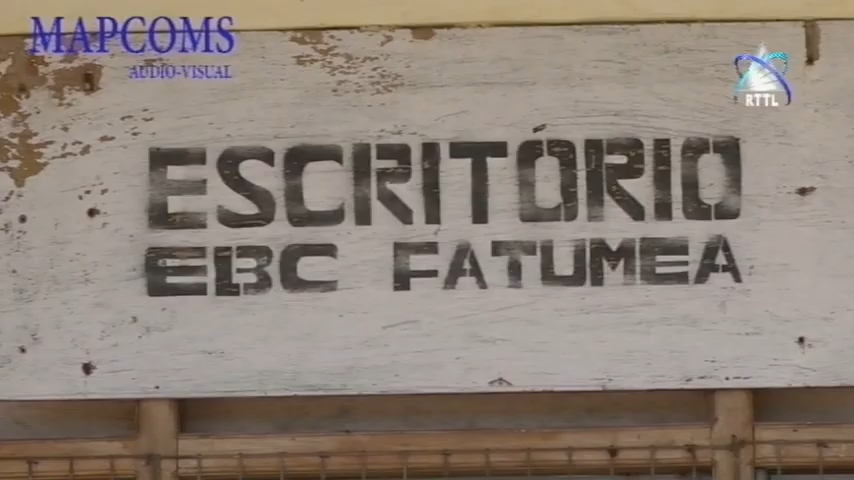 MAPCOMS
AUDIO-VISUAL
RTTL
ESCRITÓRIO
EBC FATUMEA